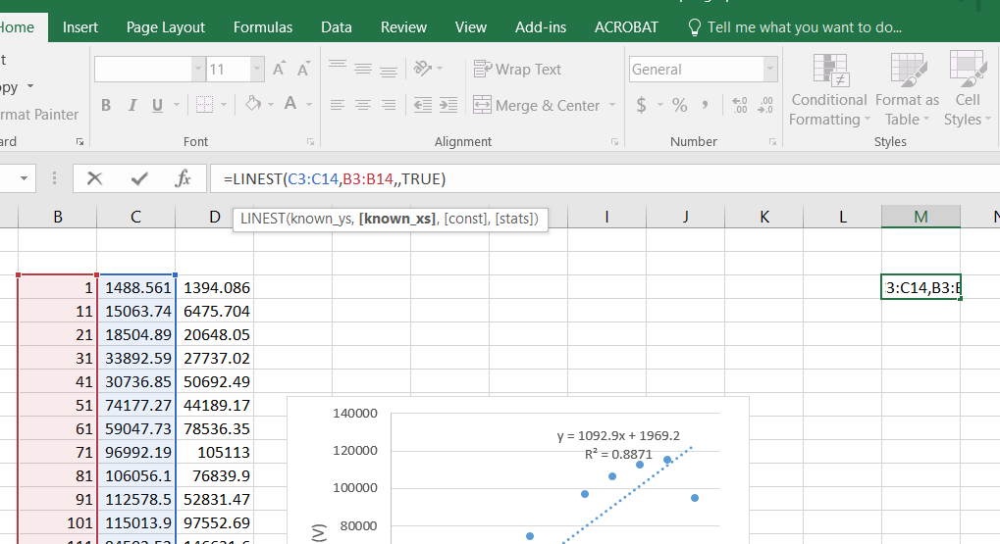 Home Insert Page Layout Formulas Data Review View Add-ins ACROBAT Tell me what you want to do...
11 A A Wrap Text General
B I U A Merge & Center $ % , .00 Conditional Formatting Format as Table Cell Styles
rmat Painter
Font Alignment Number Styles
fx =LINEST(C3:C14,B3:B14,,TRUE)
LINEST(known_ys, [known_xs], [const], [stats])
B C D I J K L M
1 1488.561 1394.086 3:C14,B3:B
11 15063.74 6475.704
21 18504.89 20648.05
31 33892.59 27737.02
41 30736.85 50692.49
51 74177.27 44189.17
61 59047.73 78536.35
71 96992.19 105113
81 106056.1 76839.9
91 112578.5 52831.47
101 115013.9 97552.69
140000
y = 1092.9x + 1969.2
120000
R² = 0.8871
100000
80000
(V)